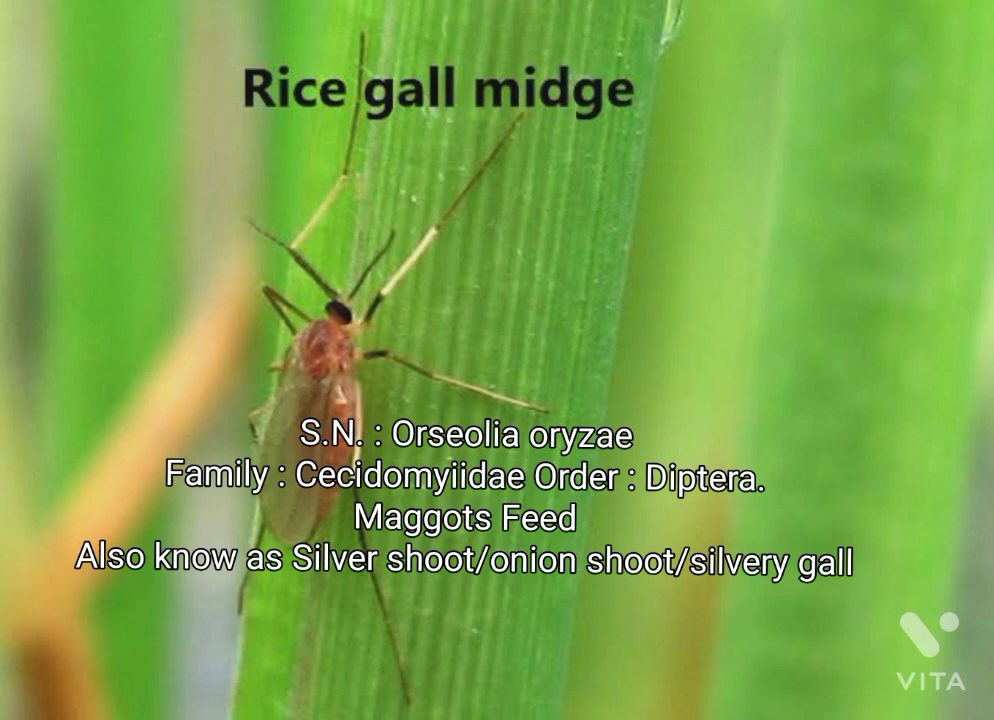 Rice gall midge
S.N. : Orseolia oryzae
Family : Cecidomyiidae Order : Diptera.
Maggots Feed
Also know as Silver shoot/onion shoot/silvery gall
VITA